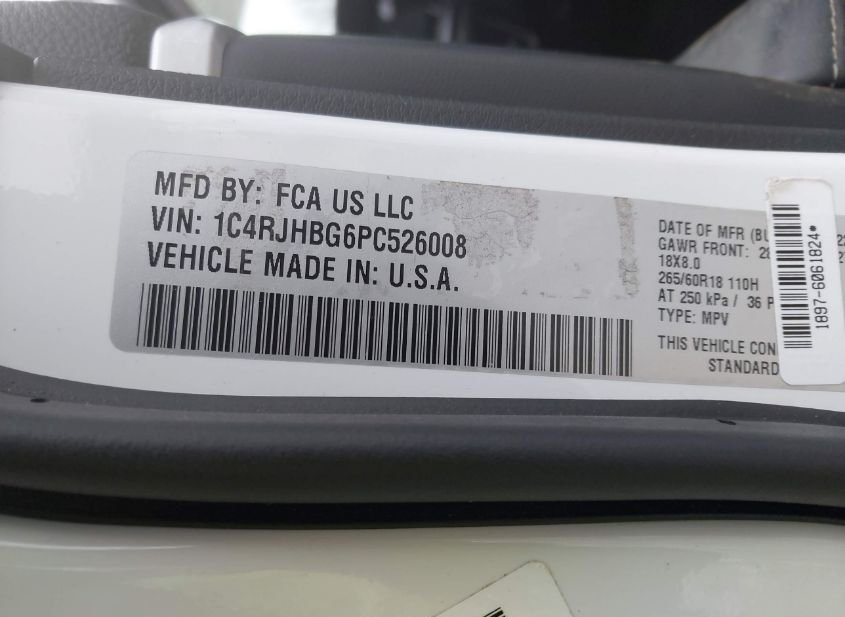 MFD BY: FCA US LLC
VIN: 1C4RJHBG6PC526008
VEHICLE MADE IN: U.S.A.
DATE OF MFR
GAWR FRONT:
18X8.0
265/60R18 110H
AT 250 kPa / 36 P
TYPE: MPV
THIS VEHICLE
STANDARD
1897-6061824*